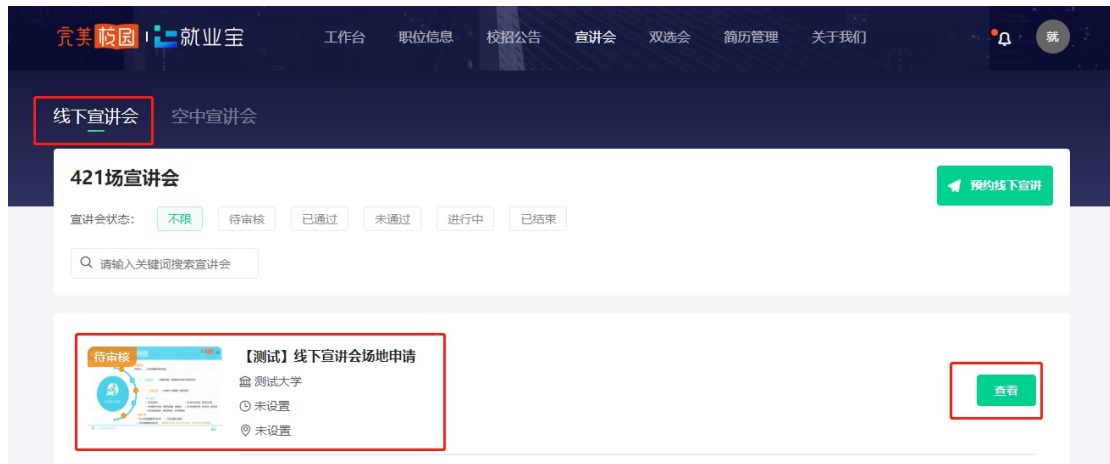 完美校园 就业宝 工作台 职位信息 校招公告 宣讲会 双选会 简历管理 关于我们 就
线下宣讲会 空中宣讲会
421场宣讲会
预约线下宣讲
宣讲会状态: 不限 待审核 已通过 未通过 进行中 已结束
请输入关键词搜索宣讲会
待审核
【测试】线下宣讲会场地申请
测试大学
未设置
未设置
查看